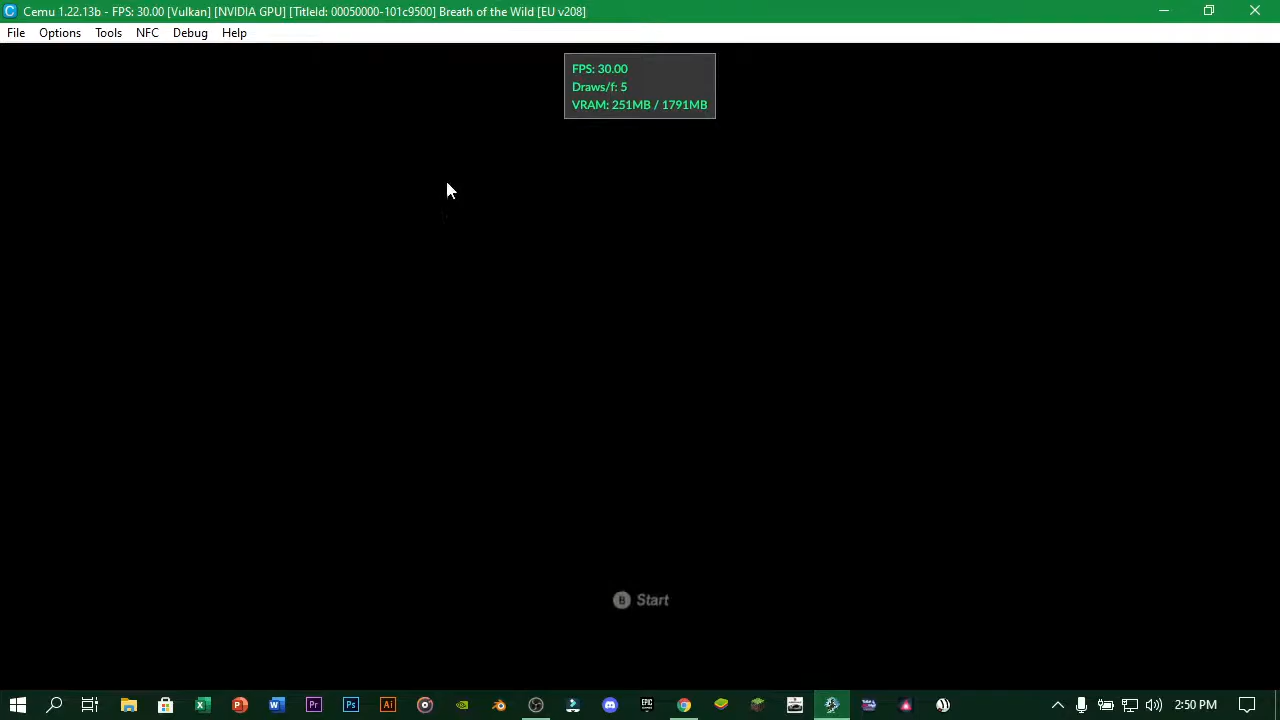 Cemu 1.22.13b - FPS: 30.00 [Vulkan] [NVIDIA GPU] [TitleId: 00050000-101c9500] Breath of the Wild [EU v208]
File Options Tools NFC Debug Help
FPS: 30.00
Draws/f: 5
VRAM: 251MB / 1791MB
B Start
2:50 PM